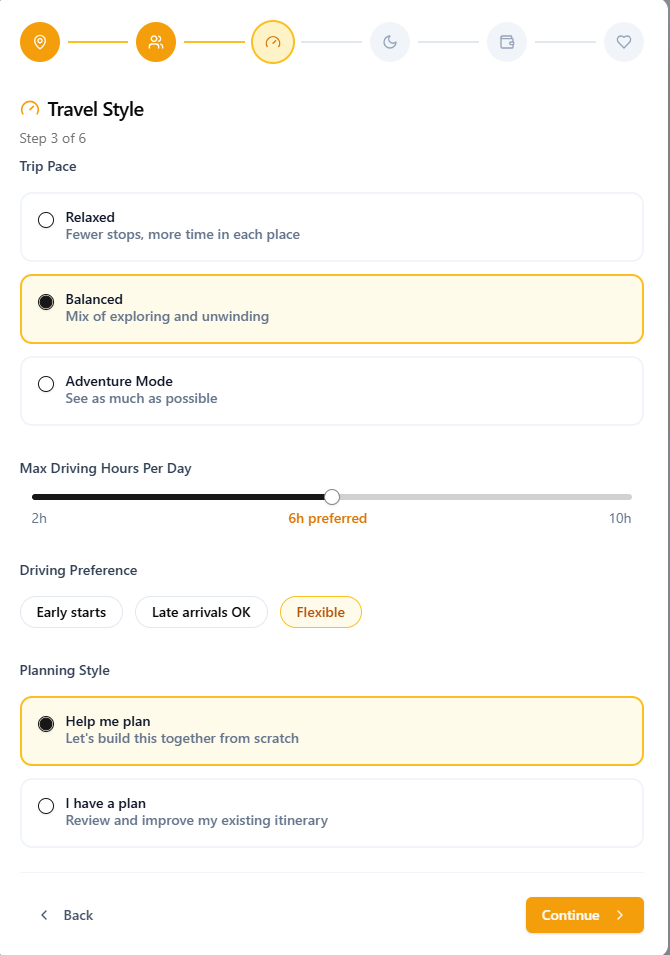 Travel Style
Step 3 of 6
Trip Pace
Relaxed
Fewer stops, more time in each place
Balanced
Mix of exploring and unwinding
Adventure Mode
See as much as possible
Max Driving Hours Per Day
2h 6h preferred 10h
Driving Preference
Early starts Late arrivals OK Flexible
Planning Style
Help me plan
Let's build this together from scratch
I have a plan
Review and improve my existing itinerary
Back Continue